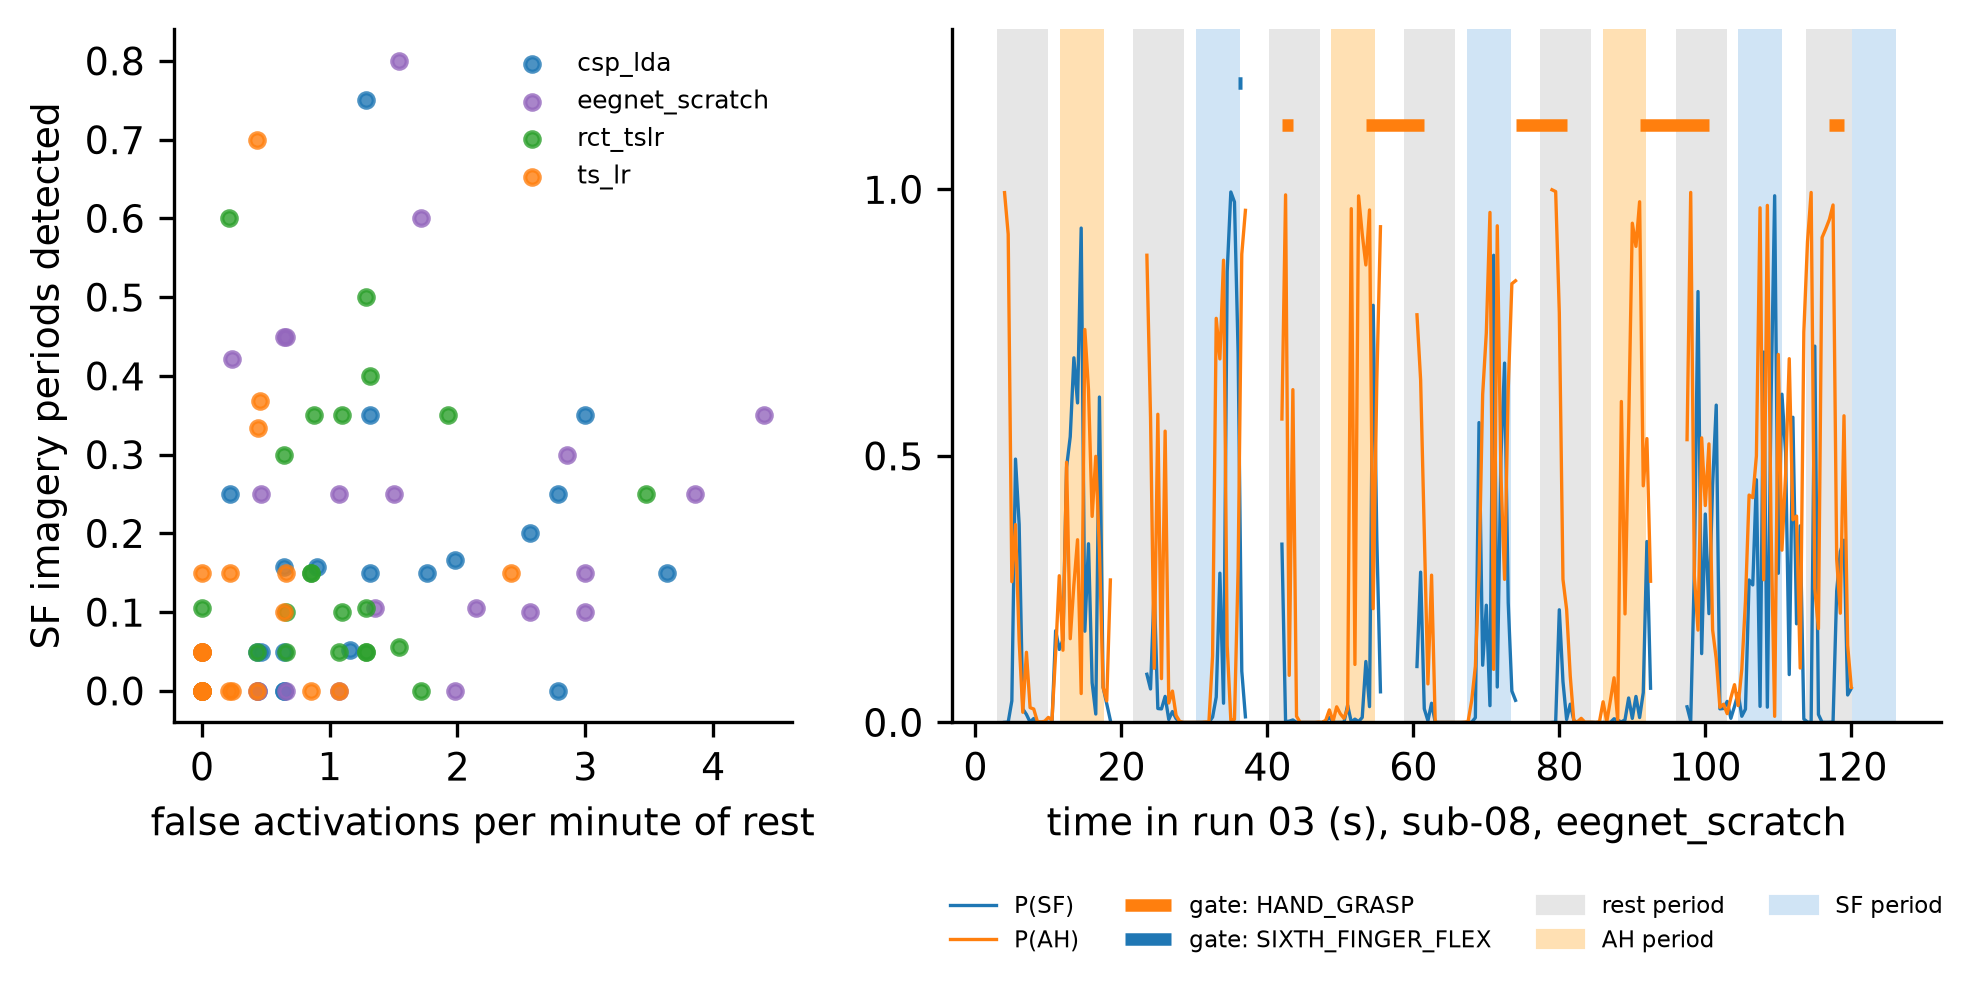 SF imagery periods detected
0.8
0.7
0.6
0.5
0.4
0.3
0.2
0.1
0.0
0 1 2 3 4
false activations per minute of rest
csp_lda
eegnet_scratch
rct_tslr
ts_lr
1.0
0.5
0.0
0 20 40 60 80 100 120
time in run 03 (s), sub-08, eegnet_scratch
P(SF) gate: HAND_GRASP rest period SF period
P(AH) gate: SIXTH_FINGER_FLEX AH period